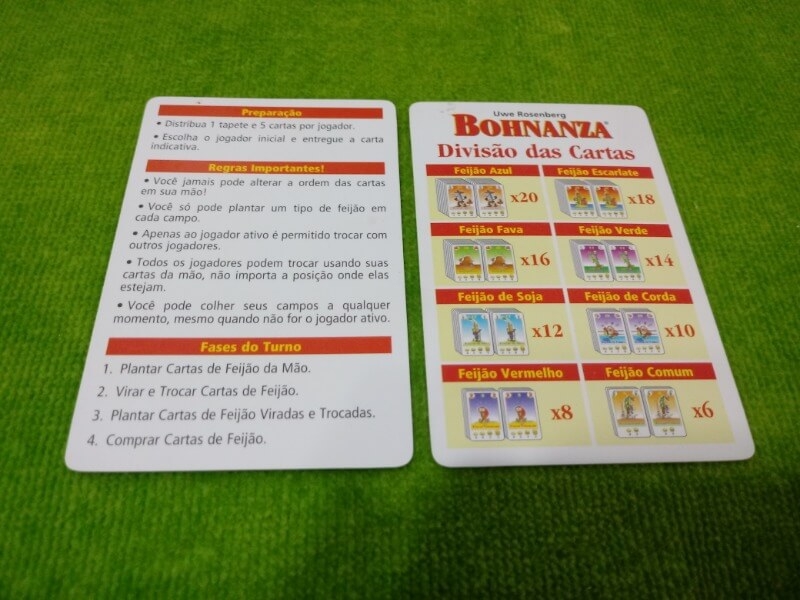 Preparação
• Distribua 1 tapete e 5 cartas por jogador.
• Escolha o jogador inicial e entregue a carta
indicativa.
Regras Importantes!
• Você jamais pode alterar a ordem das cartas
em sua mão!
• Você só pode plantar um tipo de feijão em
cada campo.
• Apenas ao jogador ativo é permitido trocar com
outros jogadores.
• Todos os jogadores podem trocar usando suas
cartas da mão, não importa a posição onde elas
estejam.
• Você pode colher seus campos a qualquer
momento, mesmo quando não for o jogador ativo.
Fases do Turno
1. Plantar Cartas de Feijão da Mão.
2. Virar e Trocar Cartas de Feijão.
3. Plantar Cartas de Feijão Viradas e Trocadas.
4. Comprar Cartas de Feijão.
Uwe Rosenberg
BOHNANZA®
Divisão das Cartas
Feijão Azul
x20
Feijão Escarlate
x18
Feijão Fava
x16
Feijão Verde
x14
Feijão de Soja
x12
Feijão de Corda
x10
Feijão Vermelho
x8
Feijão Comum
x6